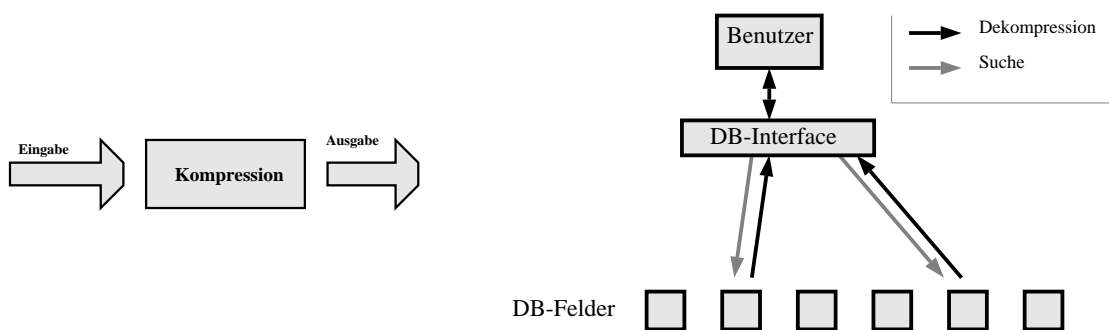 Eingabe
Kompression
Ausgabe
Benutzer
DB-Interface
DB-Felder
Dekompression
Suche